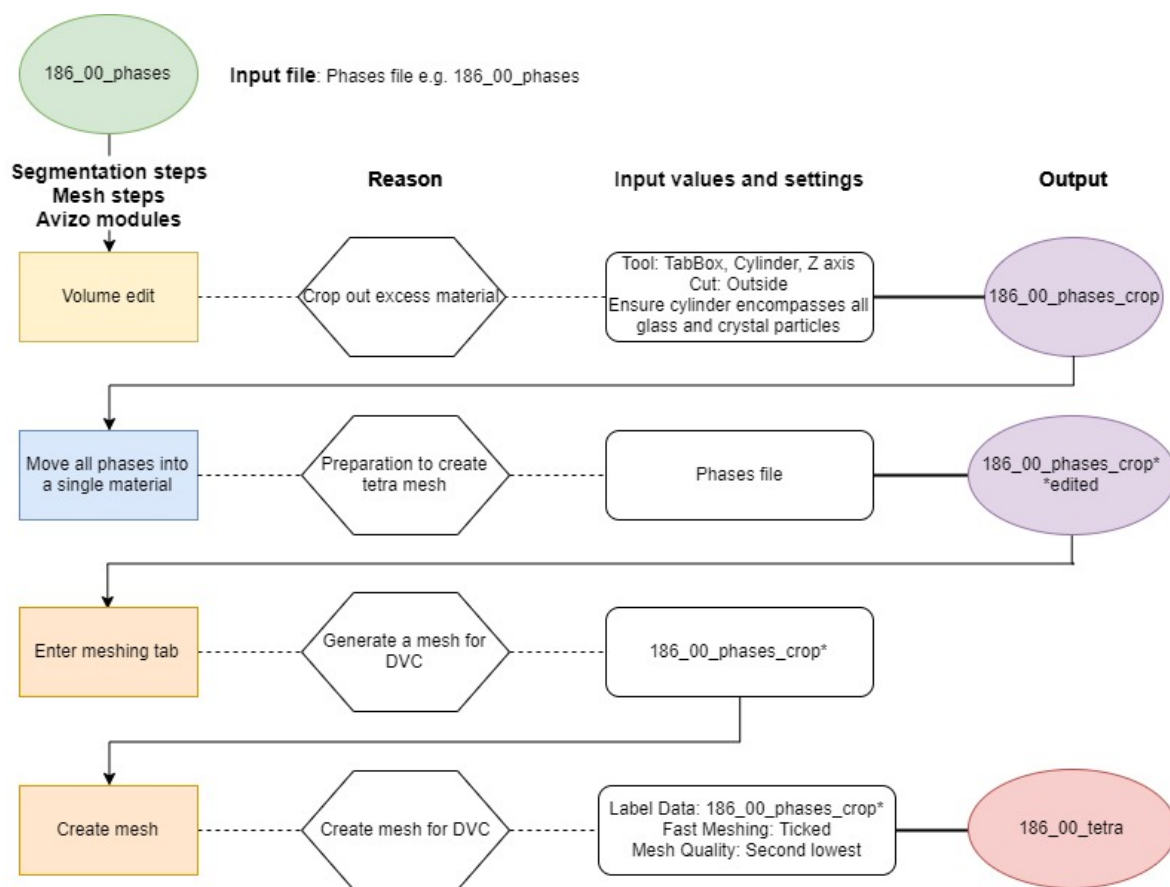 186_00_phases
Input file: Phases file e.g. 186_00_phases
Segmentation steps
Mesh steps
Avizo modules
Reason
Input values and settings
Output
Volume edit
Crop out excess material
Tool: TabBox, Cylinder, Z axis
Cut: Outside
Ensure cylinder encompasses all
glass and crystal particles
186_00_phases_crop
Move all phases into
a single material
Preparation to create
tetra mesh
Phases file
186_00_phases_crop*
*edited
Enter meshing tab
Generate a mesh for
DVC
186_00_phases_crop*
Create mesh
Create mesh for DVC
Label Data: 186_00_phases_crop*
Fast Meshing: Ticked
Mesh Quality: Second lowest
186_00_tetra